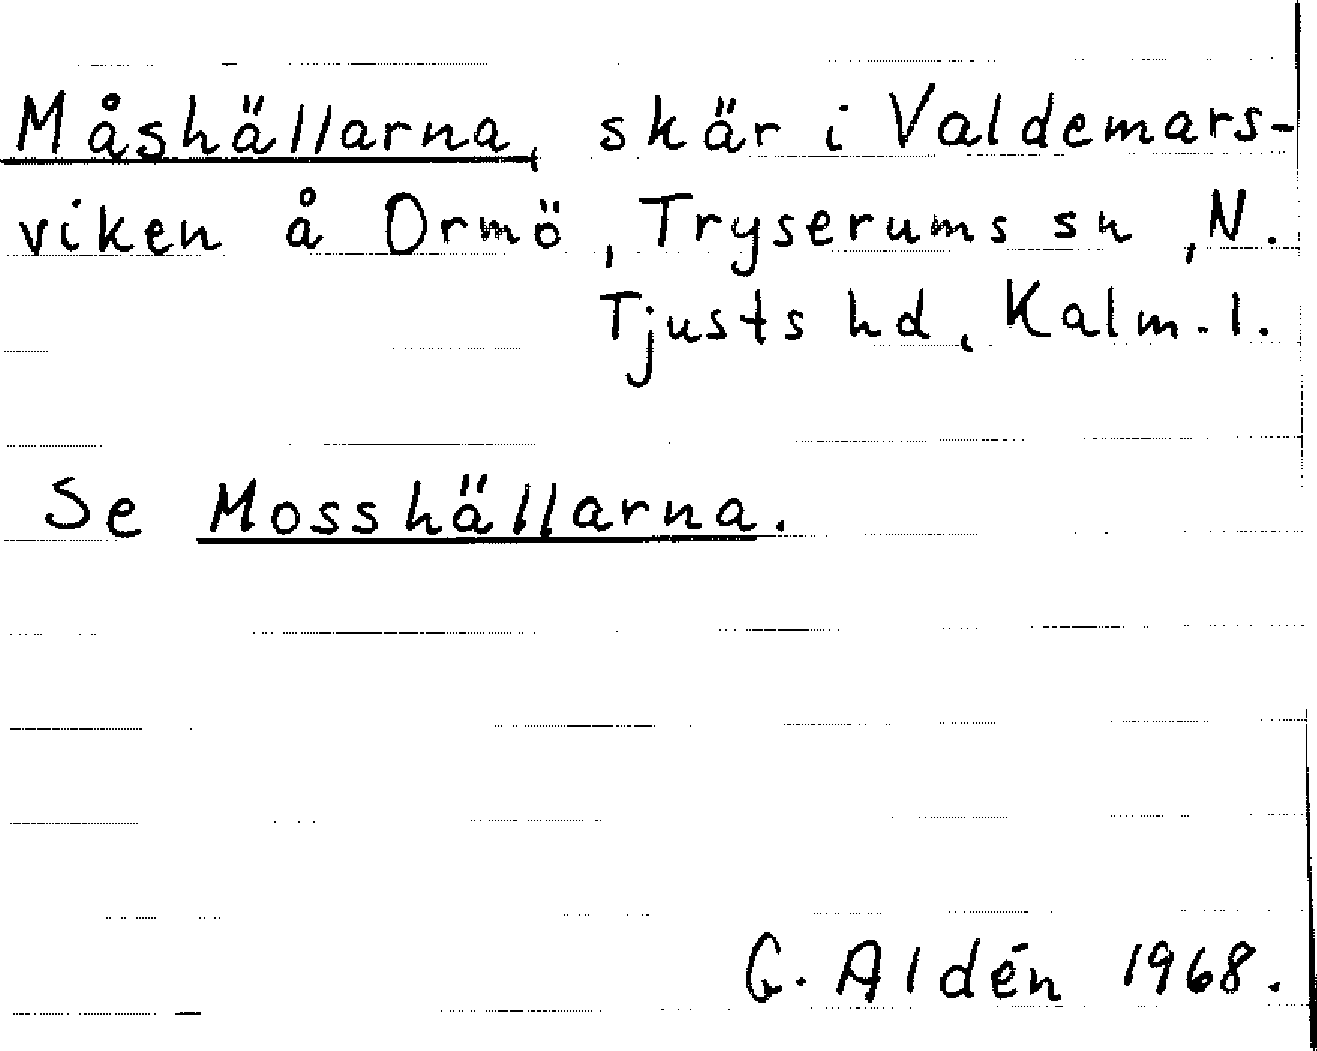 Måshällarna, skär i Valdemars-
viken å Ormö, Tryserums sn, N.
Tjusts hd, Kalm. l.
Se Mosshällarna.
G. Aldén 1968.